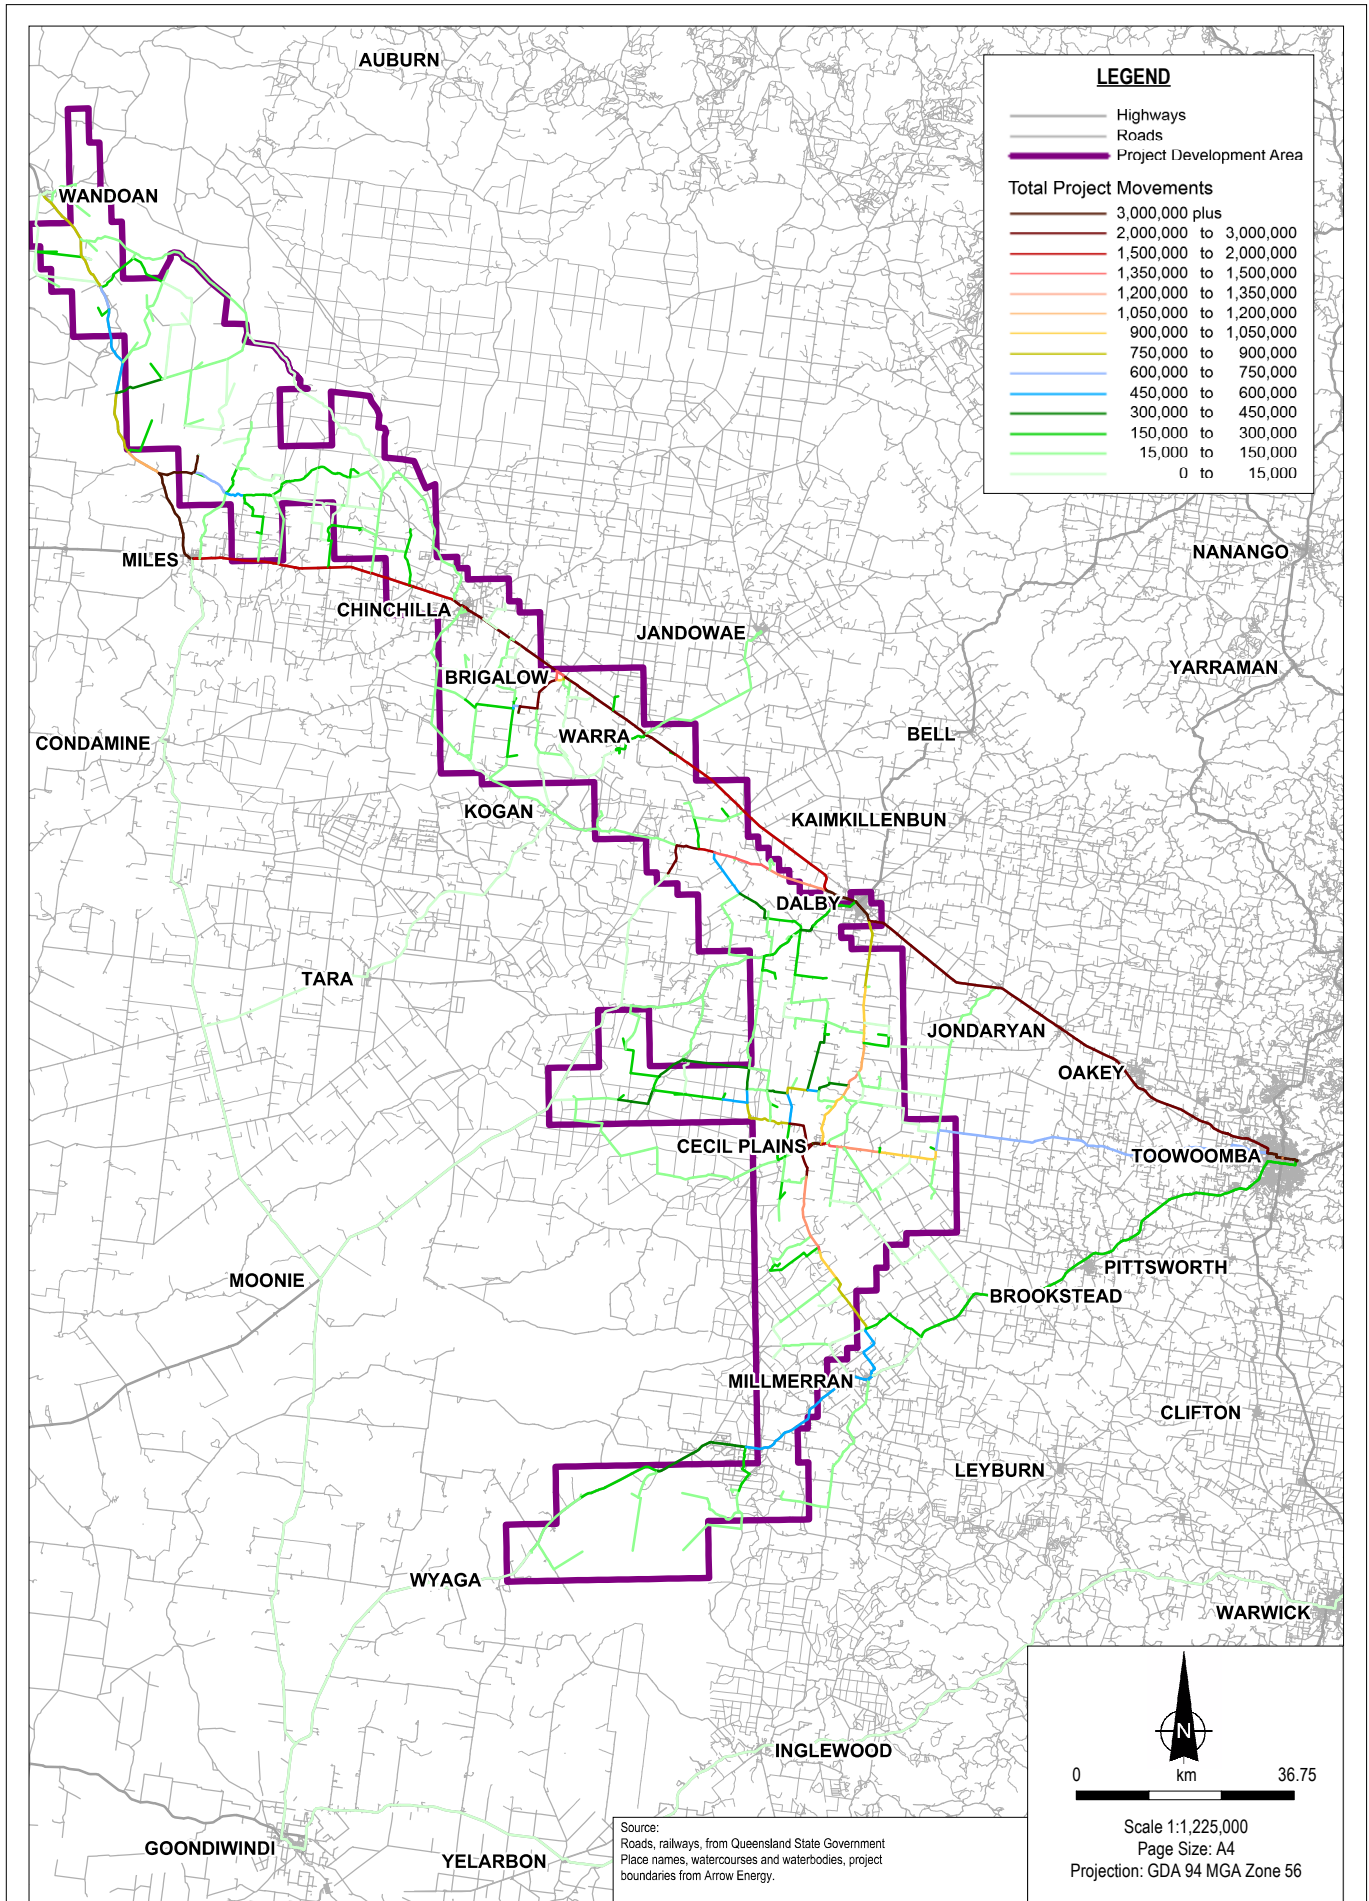 AUBURN
LEGEND
Highways
Roads
Project Development Area
Total Project Movements
3,000,000 plus
2,000,000 to 3,000,000
1,500,000 to 2,000,000
1,350,000 to 1,500,000
1,200,000 to 1,350,000
1,050,000 to 1,200,000
900,000 to 1,050,000
750,000 to 900,000
600,000 to 750,000
450,000 to 600,000
300,000 to 450,000
150,000 to 300,000
15,000 to 150,000
0 to 15,000
WANDOAN
NANANGO
MILES
CHINCHILLA
JANDOWAE
YARRAMAN
BRIGALOW
CONDAMINE
WARRA
BELL
KOGAN
KAIMKILLENBUN
DALBY
TARA
JONDARYAN
OAKEY
CECIL PLAINS
TOOWOOMBA
MOONIE
PITTSWORTH
BROOKSTEAD
MILLMERRAN
CLIFTON
LEYBURN
WYAGA
WARWICK
INGLEWOOD
GOONDIWINDI
YELARBON
N
0 km 36.75
Scale 1:1,225,000
Page Size: A4
Projection: GDA 94 MGA Zone 56
Source:
Roads, railways, from Queensland State Government
Place names, watercourses and waterbodies, project
boundaries from Arrow Energy.